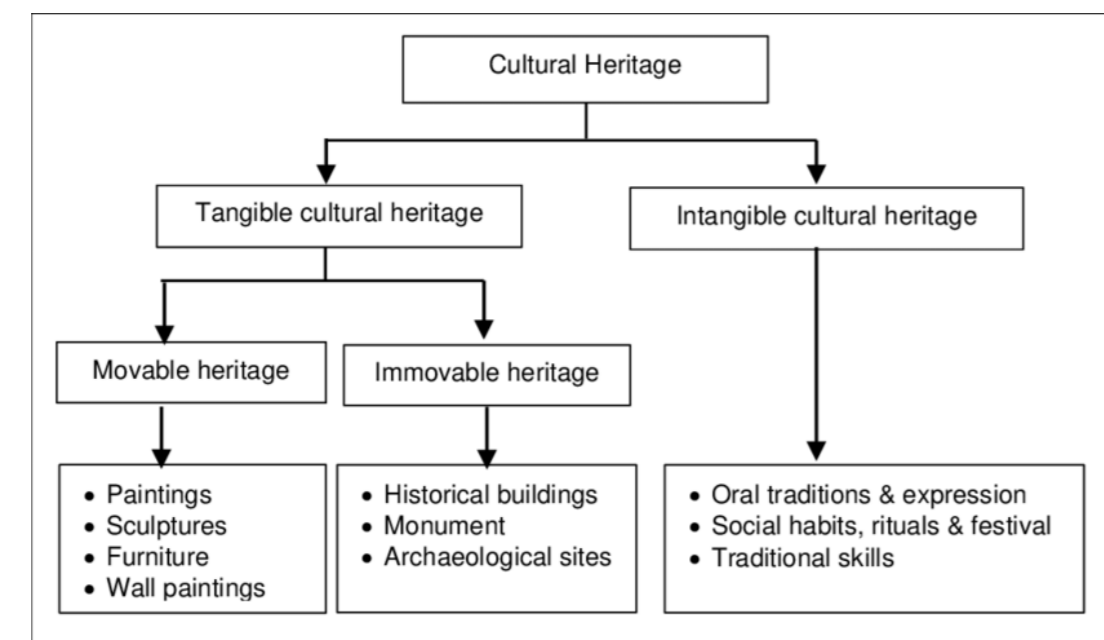 Cultural Heritage
Tangible cultural heritage
Intangible cultural heritage
Movable heritage
Immovable heritage
• Paintings
• Sculptures
• Furniture
• Wall paintings
• Historical buildings
• Monument
• Archaeological sites
• Oral traditions & expression
• Social habits, rituals & festival
• Traditional skills